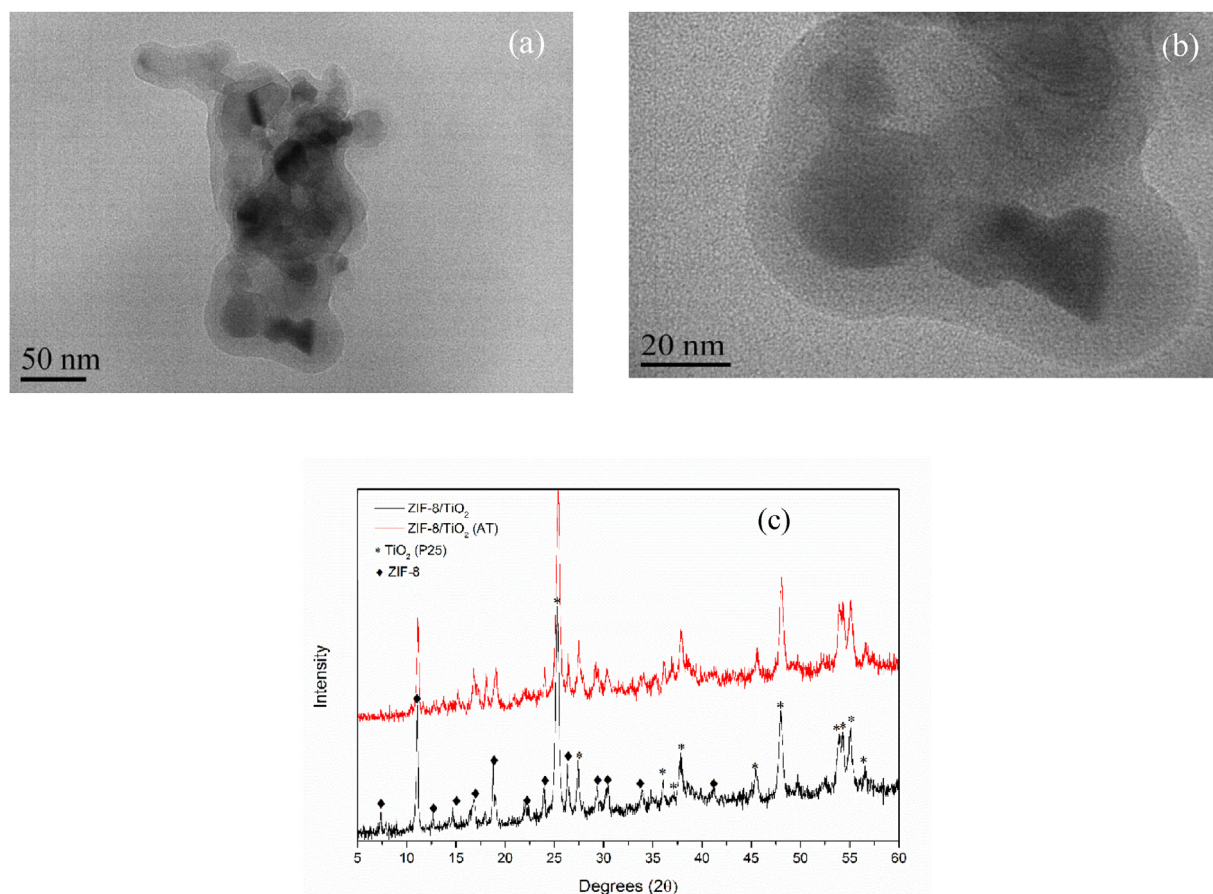 (a)
50 nm
(b)
20 nm
(c)
ZIF-8/TiO₂
ZIF-8/TiO₂ (AT)
* TiO₂ (P25)
♦ ZIF-8
Intensity
5 10 15 20 25 30 35 40 45 50 55 60
Degrees (2θ)